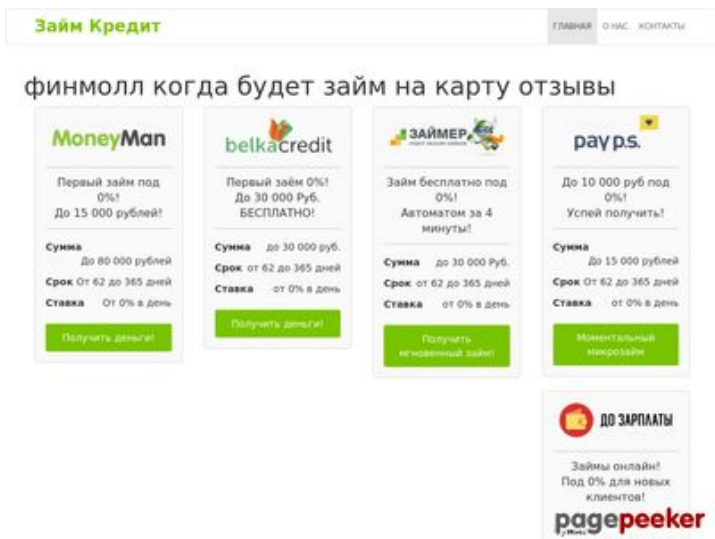 Займ Кредит
ГЛАВНАЯ О НАС КОНТАКТЫ
финмолл когда будет займ на карту отзывы
MoneyMan
Первый займ под
0%!
До 15 000 рублей!
Сумма
До 80 000 рублей
Срок От 62 до 365 дней
Ставка От 0% в день
Получить деньги!
belkacredit
Первый заём 0%!
До 30 000 Руб.
БЕСПЛАТНО!
Сумма до 30 000 руб.
Срок от 62 до 365 дней
Ставка от 0% в день
Получить деньги!
ЗАЙМЕР
Займ бесплатно под
0%!
Автоматом за 4
минуты!
Сумма до 30 000 Руб.
Срок от 62 до 365 дней
Ставка от 0% в день
Получить
мгновенный займ!
pay p.s.
До 10 000 руб под
0%!
Успей получить!
Сумма
До 15 000 рублей
Срок От 62 до 365 дней
Ставка от 0% в день
Моментальный
микрозайм
ДО ЗАРПЛАТЫ
Займы онлайн!
Под 0% для новых
клиентов!
pagepeeker